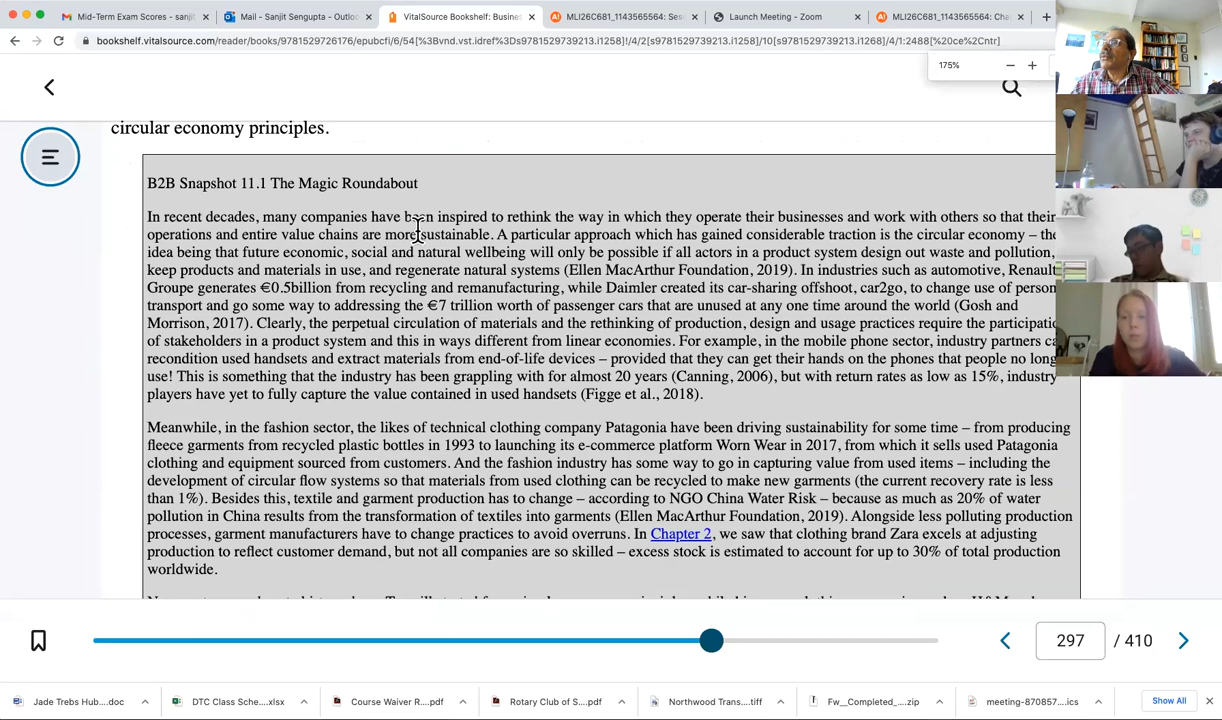 Mid-Term Exam Scores - sanjit
Mail - Sanjit Sengupta - Outloo
VitalSource Bookshelf: Busines
MLI26C681_1143565564: Ses
Launch Meeting - Zoom
MLI26C681_1143565564: Cha
bookshelf.vitalsource.com/reader/books/9781529726176/epubcfi/6/54[%3Bvnd.vst.idref%3Ds9781529739213.i1258]!/4/2[s9781529739213.i1258]/10[s9781529739213.i1258]/4/1:2488[%20ce%2Cntr]
175%
circular economy principles.
B2B Snapshot 11.1 The Magic Roundabout
In recent decades, many companies have been inspired to rethink the way in which they operate their businesses and work with others so that their
operations and entire value chains are more sustainable. A particular approach which has gained considerable traction is the circular economy – the
idea being that future economic, social and natural wellbeing will only be possible if all actors in a product system design out waste and pollution,
keep products and materials in use, and regenerate natural systems (Ellen MacArthur Foundation, 2019). In industries such as automotive, Renault
Groupe generates €0.5billion from recycling and remanufacturing, while Daimler created its car-sharing offshoot, car2go, to change use of person
transport and go some way to addressing the €7 trillion worth of passenger cars that are unused at any one time around the world (Gosh and
Morrison, 2017). Clearly, the perpetual circulation of materials and the rethinking of production, design and usage practices require the participatio
of stakeholders in a product system and this in ways different from linear economies. For example, in the mobile phone sector, industry partners ca
recondition used handsets and extract materials from end-of-life devices – provided that they can get their hands on the phones that people no long
use! This is something that the industry has been grappling with for almost 20 years (Canning, 2006), but with return rates as low as 15%, industry
players have yet to fully capture the value contained in used handsets (Figge et al., 2018).
Meanwhile, in the fashion sector, the likes of technical clothing company Patagonia have been driving sustainability for some time – from producing
fleece garments from recycled plastic bottles in 1993 to launching its e-commerce platform Worn Wear in 2017, from which it sells used Patagonia
clothing and equipment sourced from customers. And the fashion industry has some way to go in capturing value from used items – including the
development of circular flow systems so that materials from used clothing can be recycled to make new garments (the current recovery rate is less
than 1%). Besides this, textile and garment production has to change – according to NGO China Water Risk – because as much as 20% of water
pollution in China results from the transformation of textiles into garments (Ellen MacArthur Foundation, 2019). Alongside less polluting production
processes, garment manufacturers have to change practices to avoid overruns. In Chapter 2, we saw that clothing brand Zara excels at adjusting
production to reflect customer demand, but not all companies are so skilled – excess stock is estimated to account for up to 30% of total production
worldwide.
297 / 410
Jade Trebs Hub....doc
DTC Class Sche....xlsx
Course Waiver R....pdf
Rotary Club of S....pdf
Northwood Trans....tiff
Fw__Completed_....zip
meeting-870857....ics
Show All